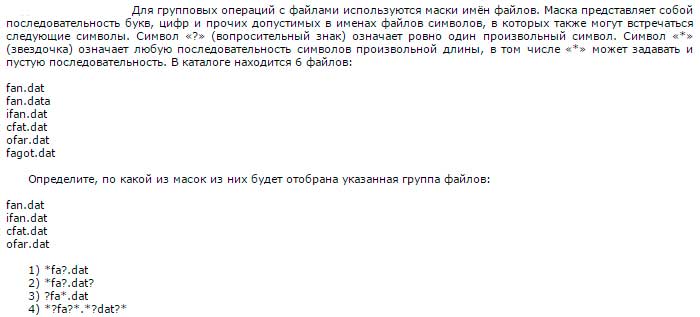 Для групповых операций с файлами используются маски имён файлов. Маска представляет собой
последовательность букв, цифр и прочих допустимых в именах файлов символов, в которых также могут встречаться
следующие символы. Символ «?» (вопросительный знак) означает ровно один произвольный символ. Символ «*»
(звездочка) означает любую последовательность символов произвольной длины, в том числе «*» может задавать и
пустую последовательность. В каталоге находится 6 файлов:
fan.dat
fan.data
ifan.dat
cfat.dat
ofar.dat
fagot.dat
Определите, по какой из масок из них будет отобрана указанная группа файлов:
fan.dat
ifan.dat
cfat.dat
ofar.dat
1) *fa?.dat
2) *fa?.dat?
3) ?fa*.dat
4) *?fa?*.*?dat?*